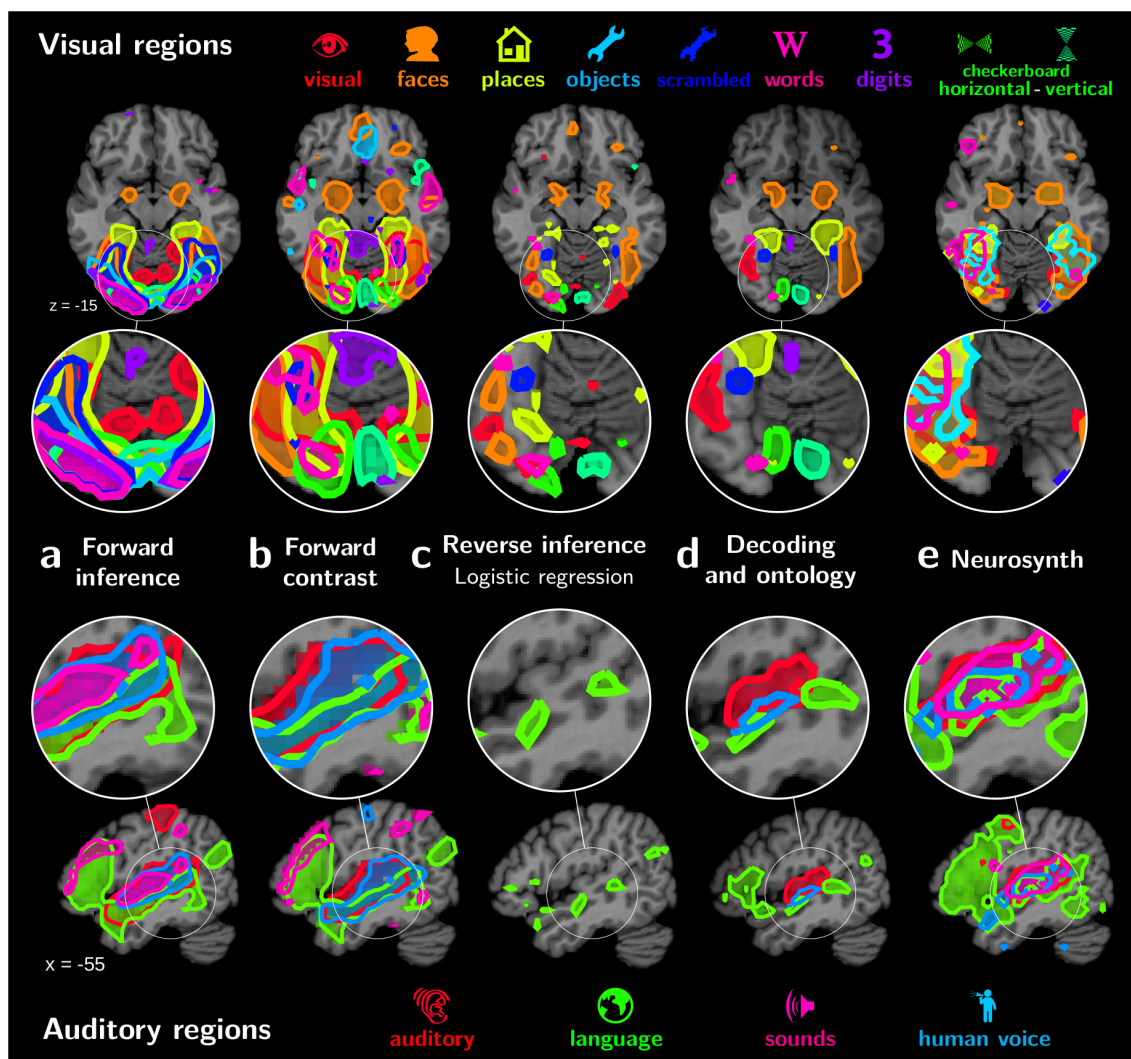 Visual regions
W
3
visual
faces
places
objects
scrambled
words
digits
checkerboard
horizontal - vertical
z = -15
a Forward
inference
b Forward
contrast
c Reverse inference
Logistic regression
d Decoding
and ontology
e Neurosynth
x = -55
Auditory regions
auditory
language
sounds
human voice